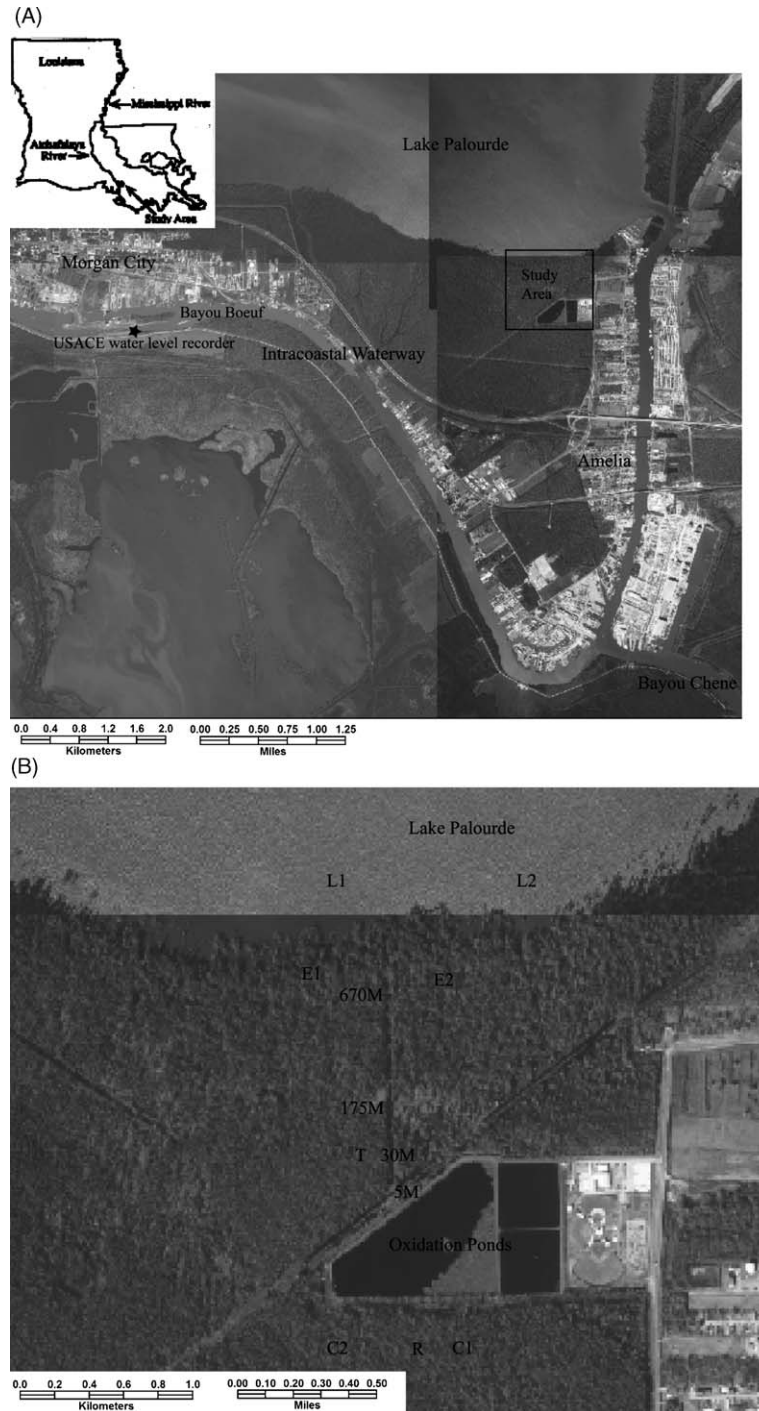 (A)
Louisiana
Mississippi River
Atchafalaya
River
Study Area
Lake Palourde
Study
Area
Morgan City
Bayou Boeuf
USACE water level recorder
Intracoastal Waterway
Amelia
Bayou Chene
0.0 0.4 0.8 1.2 1.6 2.0
Kilometers
0.00 0.25 0.50 0.75 1.00 1.25
Miles
(B)
Lake Palourde
L1 L2
E1 E2
670M
175M
T 30M
5M
Oxidation Ponds
C2 R C1
0.0 0.2 0.4 0.6 0.8 1.0
Kilometers
0.00 0.10 0.20 0.30 0.40 0.50
Miles